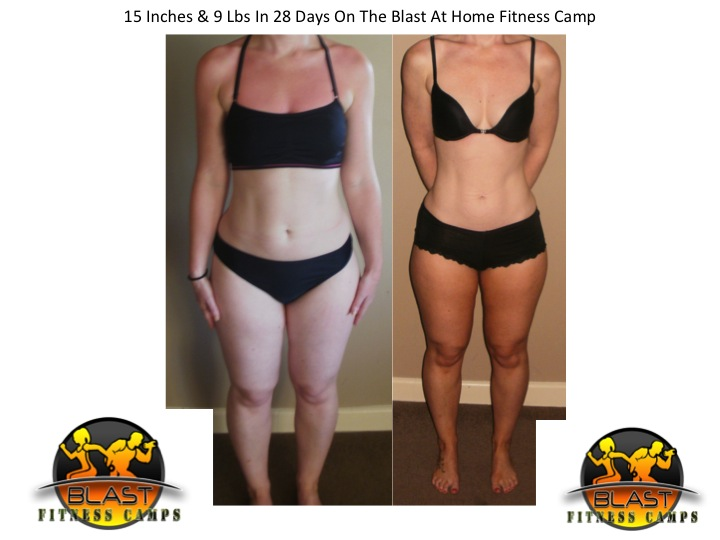 15 Inches & 9 Lbs In 28 Days On The Blast At Home Fitness Camp
BLAST
FITNESS CAMPS
BLAST
FITNESS CAMPS